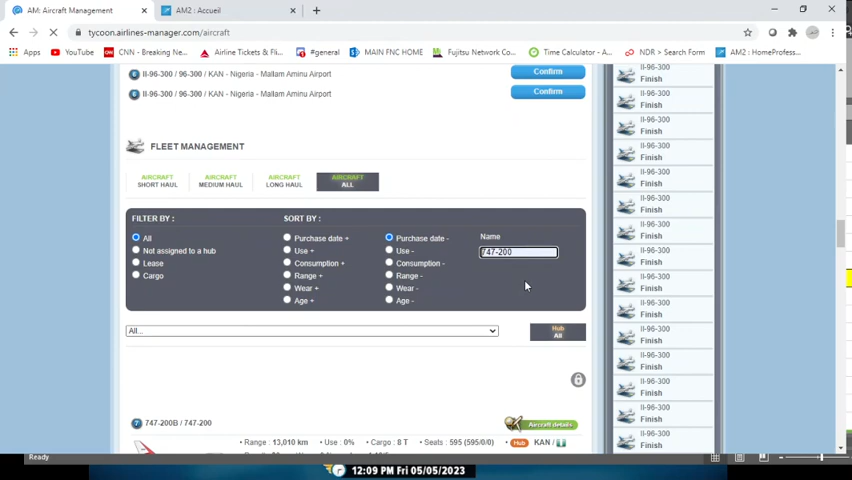 AM: Aircraft Management
AM2 : Accueil
tycoon.airlines-manager.com/aircraft
Apps
YouTube
CNN - Breaking Ne...
Airline Tickets & Fli...
#general
MAIN FNC HOME
Fujitsu Network Co...
Time Calculator - A...
NDR > Search Form
AM2 : HomeProfess...
6 Il-96-300 / 96-300 / KAN - Nigeria - Mallam Aminu Airport
Confirm
6 Il-96-300 / 96-300 / KAN - Nigeria - Mallam Aminu Airport
Confirm
FLEET MANAGEMENT
AIRCRAFT
SHORT HAUL
AIRCRAFT
MEDIUM HAUL
AIRCRAFT
LONG HAUL
AIRCRAFT
ALL
FILTER BY :
All
Not assigned to a hub
Lease
Cargo
SORT BY :
Purchase date +
Use +
Consumption +
Range +
Wear +
Age +
Purchase date -
Use -
Consumption -
Range -
Wear -
Age -
Name
747-200
All...
Hub
All
7 747-200B / 747-200
Aircraft details
• Range : 13,010 km
• Use : 0%
• Cargo : 8 T
• Seats : 595 (595/0/0)
Hub KAN /
Il-96-300
Finish
Il-96-300
Finish
Il-96-300
Finish
Il-96-300
Finish
Il-96-300
Finish
Il-96-300
Finish
Il-96-300
Finish
Il-96-300
Finish
Il-96-300
Finish
Il-96-300
Finish
Il-96-300
Finish
Il-96-300
Finish
Il-96-300
Finish
Il-96-300
Finish
Il-96-300
Finish
Ready
12:09 PM Fri 05/05/2023